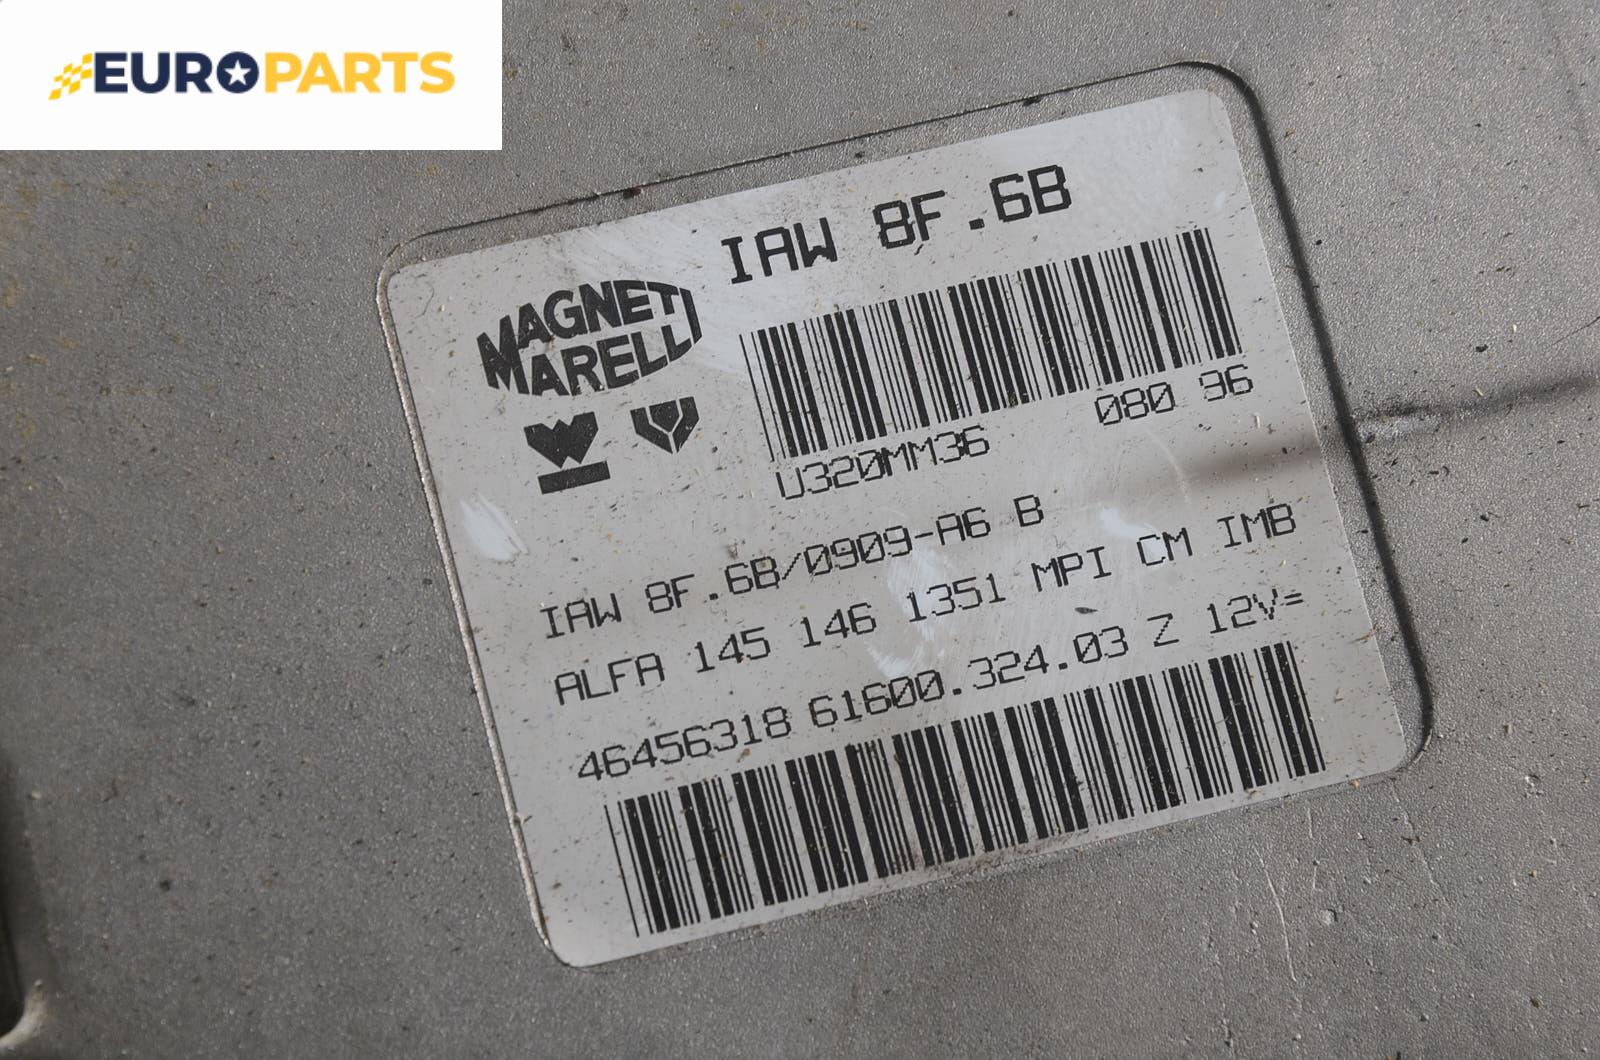 EUROPARTS
IAW 8F.6B
MAGNETI
MARELLI
080 96
U320MM36
IAW 8F.6B/0909-A6 B
ALFA 145 146 1351 MPI CM IMB
46456318 61600.324.03 Z 12V=